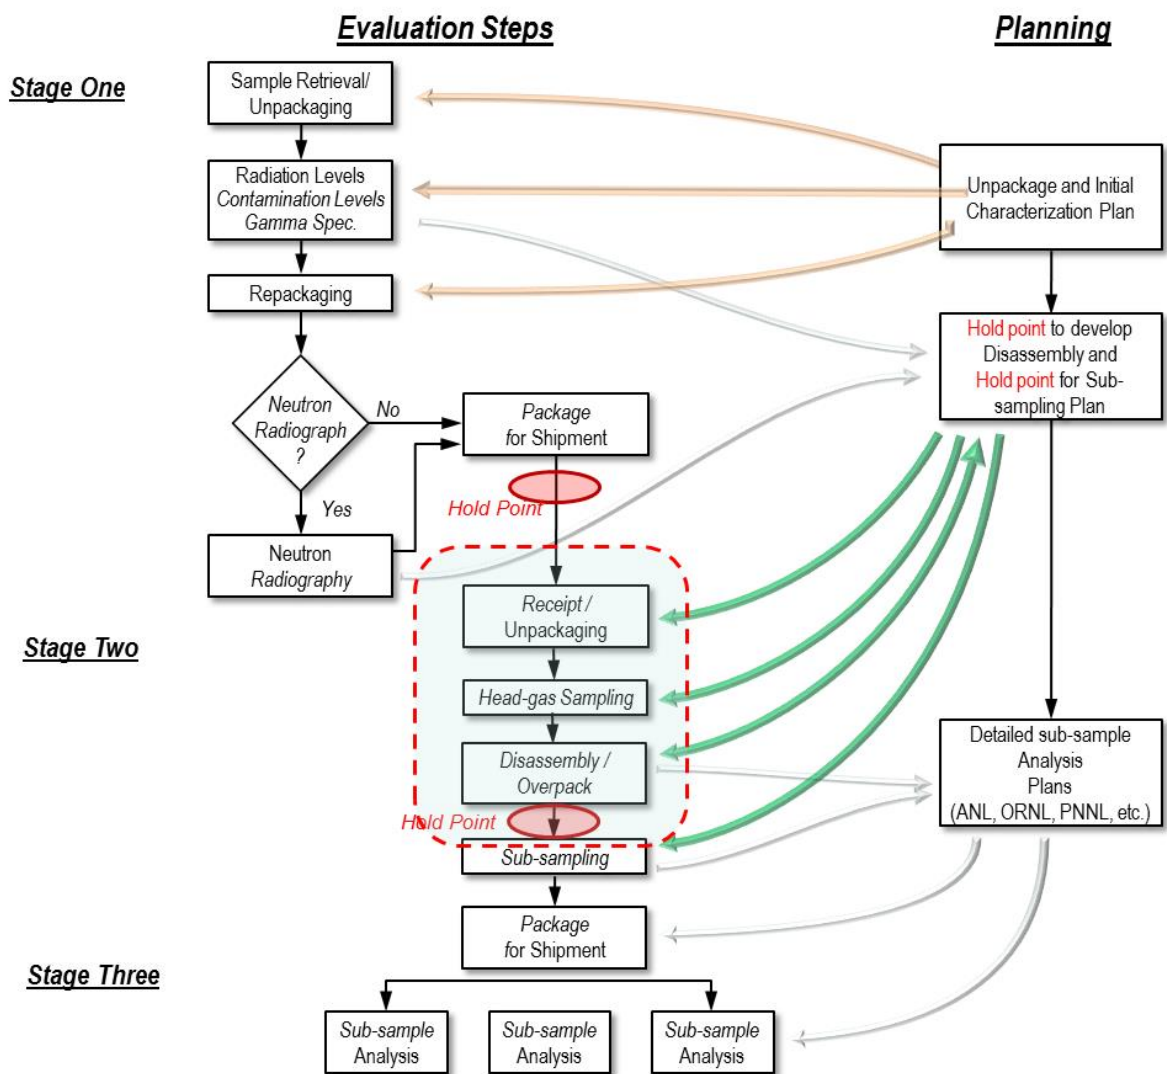 Evaluation Steps
Planning
Stage One
Sample Retrieval/
Unpackaging
Radiation Levels
Contamination Levels
Gamma Spec.
Unpackage and Initial
Characterization Plan
Repackaging
Hold point to develop
Disassembly and
Hold point for Sub-
sampling Plan
Neutron
Radiograph
?
No
Yes
Package
for Shipment
Hold Point
Neutron
Radiography
Stage Two
Receipt /
Unpackaging
Head-gas Sampling
Disassembly /
Overpack
Hold Point
Sub-sampling
Detailed sub-sample
Analysis
Plans
(ANL, ORNL, PNNL, etc.)
Package
for Shipment
Stage Three
Sub-sample
Analysis
Sub-sample
Analysis
Sub-sample
Analysis